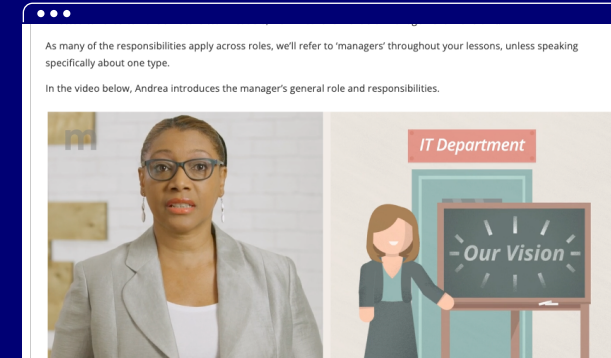 As many of the responsibilities apply across roles, we'll refer to 'managers' throughout your lessons, unless speaking
specifically about one type.
In the video below, Andrea introduces the manager's general role and responsibilities.
m
IT Department
Our Vision